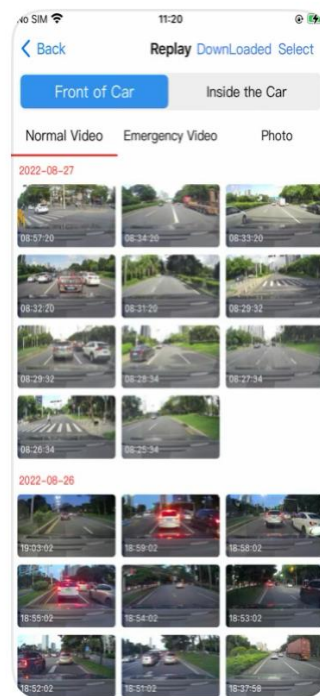 No SIM 11:20
Back Replay DownLoaded Select
Front of Car Inside the Car
Normal Video Emergency Video Photo
2022-08-27
08:57:20 08:34:20 08:33:20
08:32:20 08:31:20 08:29:32
08:29:32 08:28:34 08:27:34
08:26:34 08:25:34
2022-08-26
19:03:02 18:59:02 18:58:02
18:55:02 18:54:02 18:53:02
18:52:02 18:51:02 18:37:58